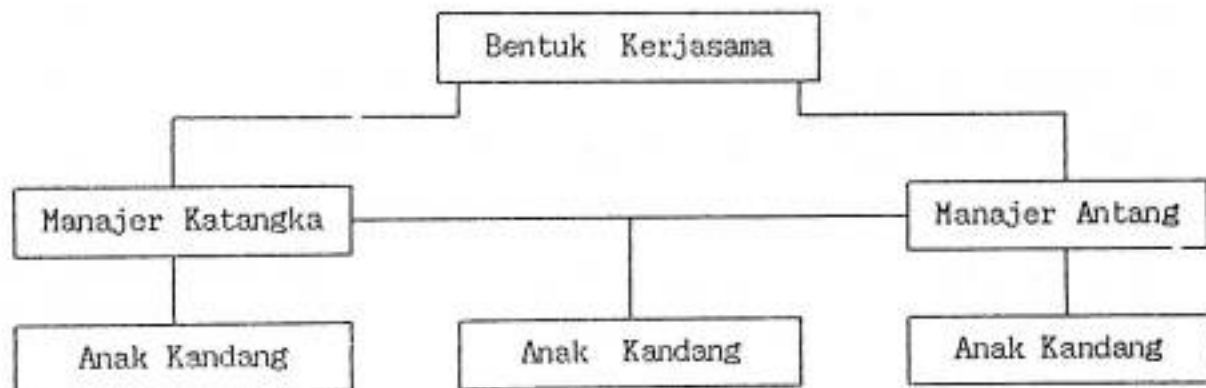 Bentuk Kerjasama
Manajer Katangka
Manajer Antang
Anak Kandang
Anak Kandang
Anak Kandang